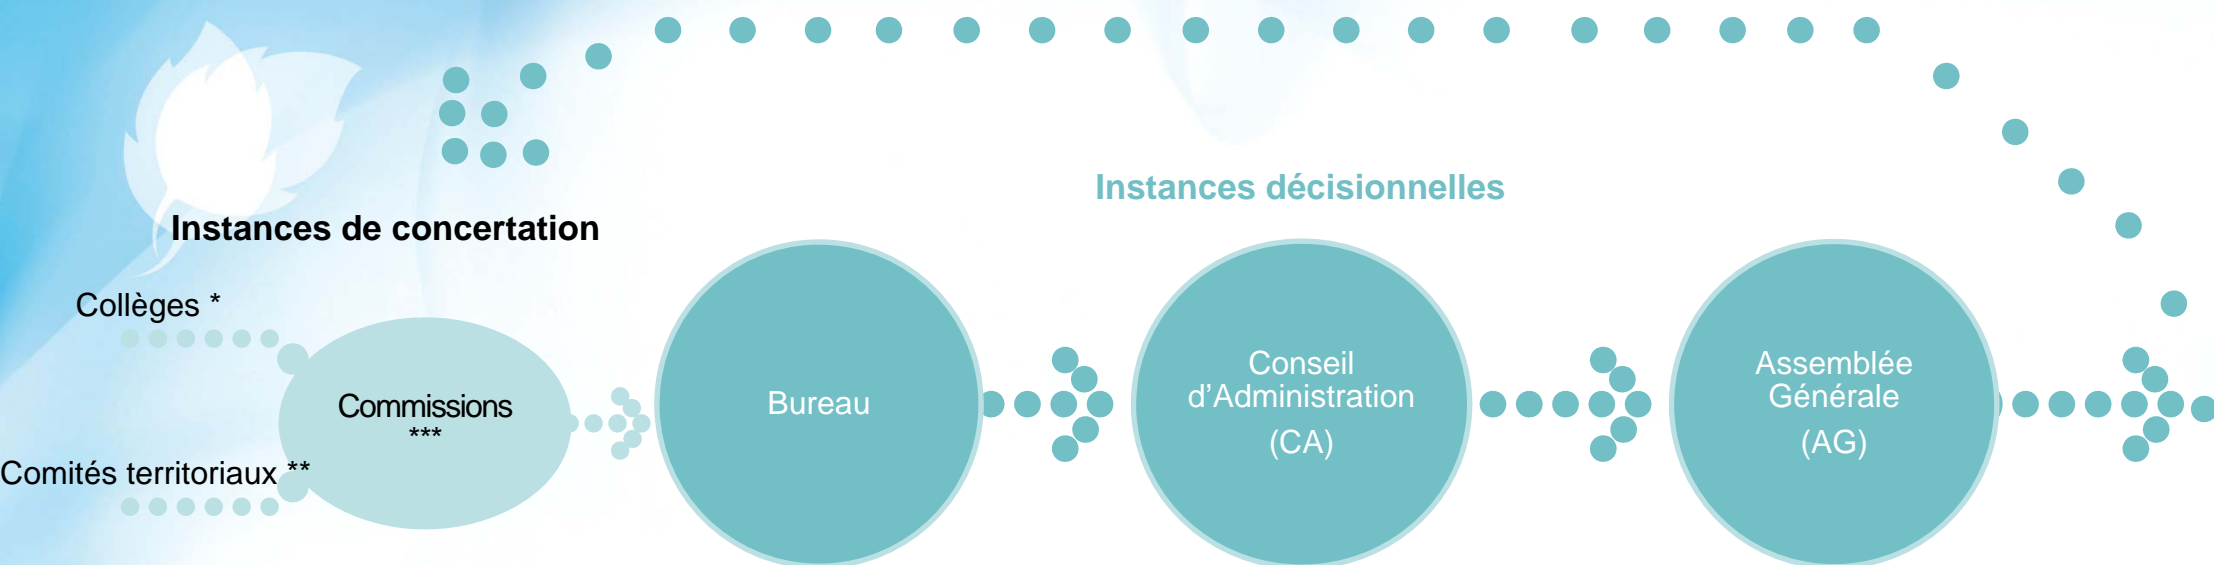 Instances décisionnelles
Instances de concertation
Collèges *
Commissions
***
Comités territoriaux **
Bureau
Conseil
d’Administration
(CA)
Assemblée
Générale
(AG)